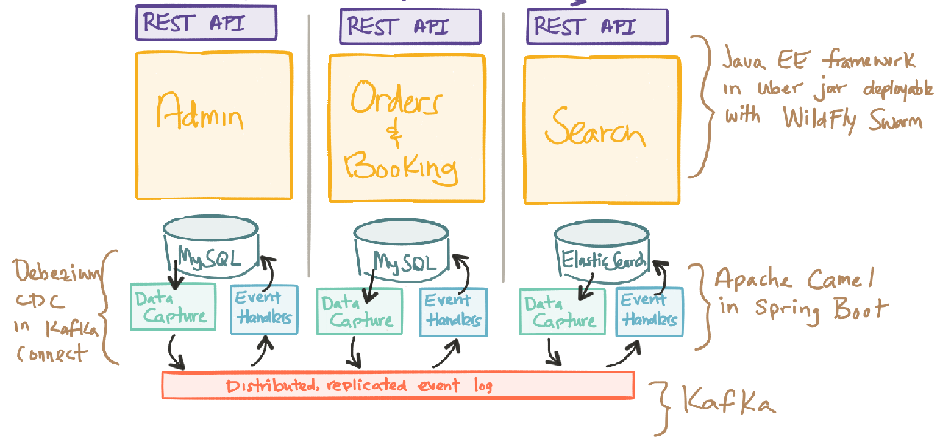 REST API
REST API
REST API
Admin
Orders
&
Booking
Search
Java EE framework
in uber jar deployable
with WildFly Swarm
MySQL
MySQL
ElasticSearch
Debezium
CDC
in Kafka
Connect
Data
Capture
Event
Handlers
Data
Capture
Event
Handlers
Data
Capture
Event
Handlers
Apache Camel
in Spring Boot
Distributed, replicated event log
Kafka